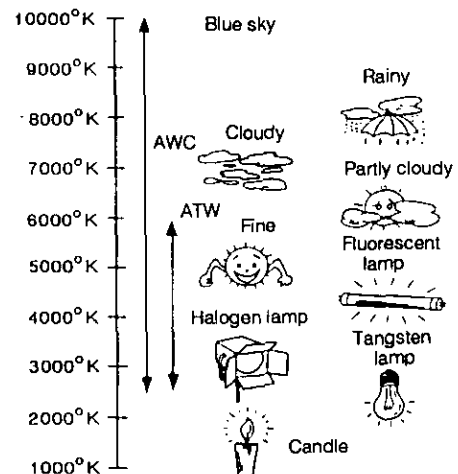 10000°K
Blue sky
9000°K
Rainy
8000°K
Cloudy
AWC
7000°K
Partly cloudy
ATW
6000°K
Fine
Fluorescent
lamp
5000°K
4000°K
Halogen lamp
Tangsten
lamp
3000°K
2000°K
Candle
1000°K